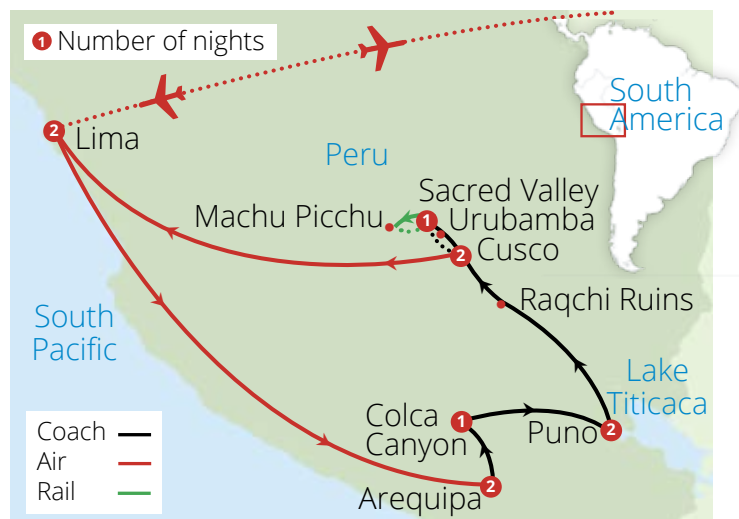 1 Number of nights
South
America
2 Lima
Peru
Sacred Valley
Machu Picchu
1 Urubamba
2 Cusco
Raqchi Ruins
South
Pacific
Lake
Titicaca
Colca
Canyon
1
Puno 2
Arequipa 2
Coach
Air
Rail